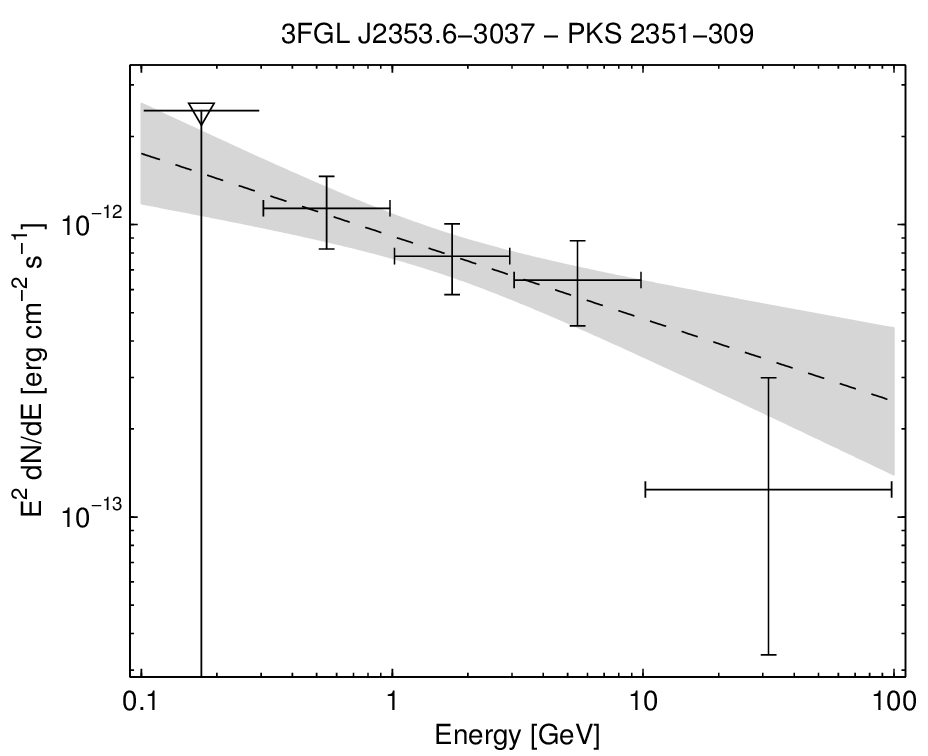 3FGL J2353.6−3037 − PKS 2351−309
E² dN/dE [erg cm⁻² s⁻¹]
10⁻¹²
10⁻¹³
0.1 1 10 100
Energy [GeV]